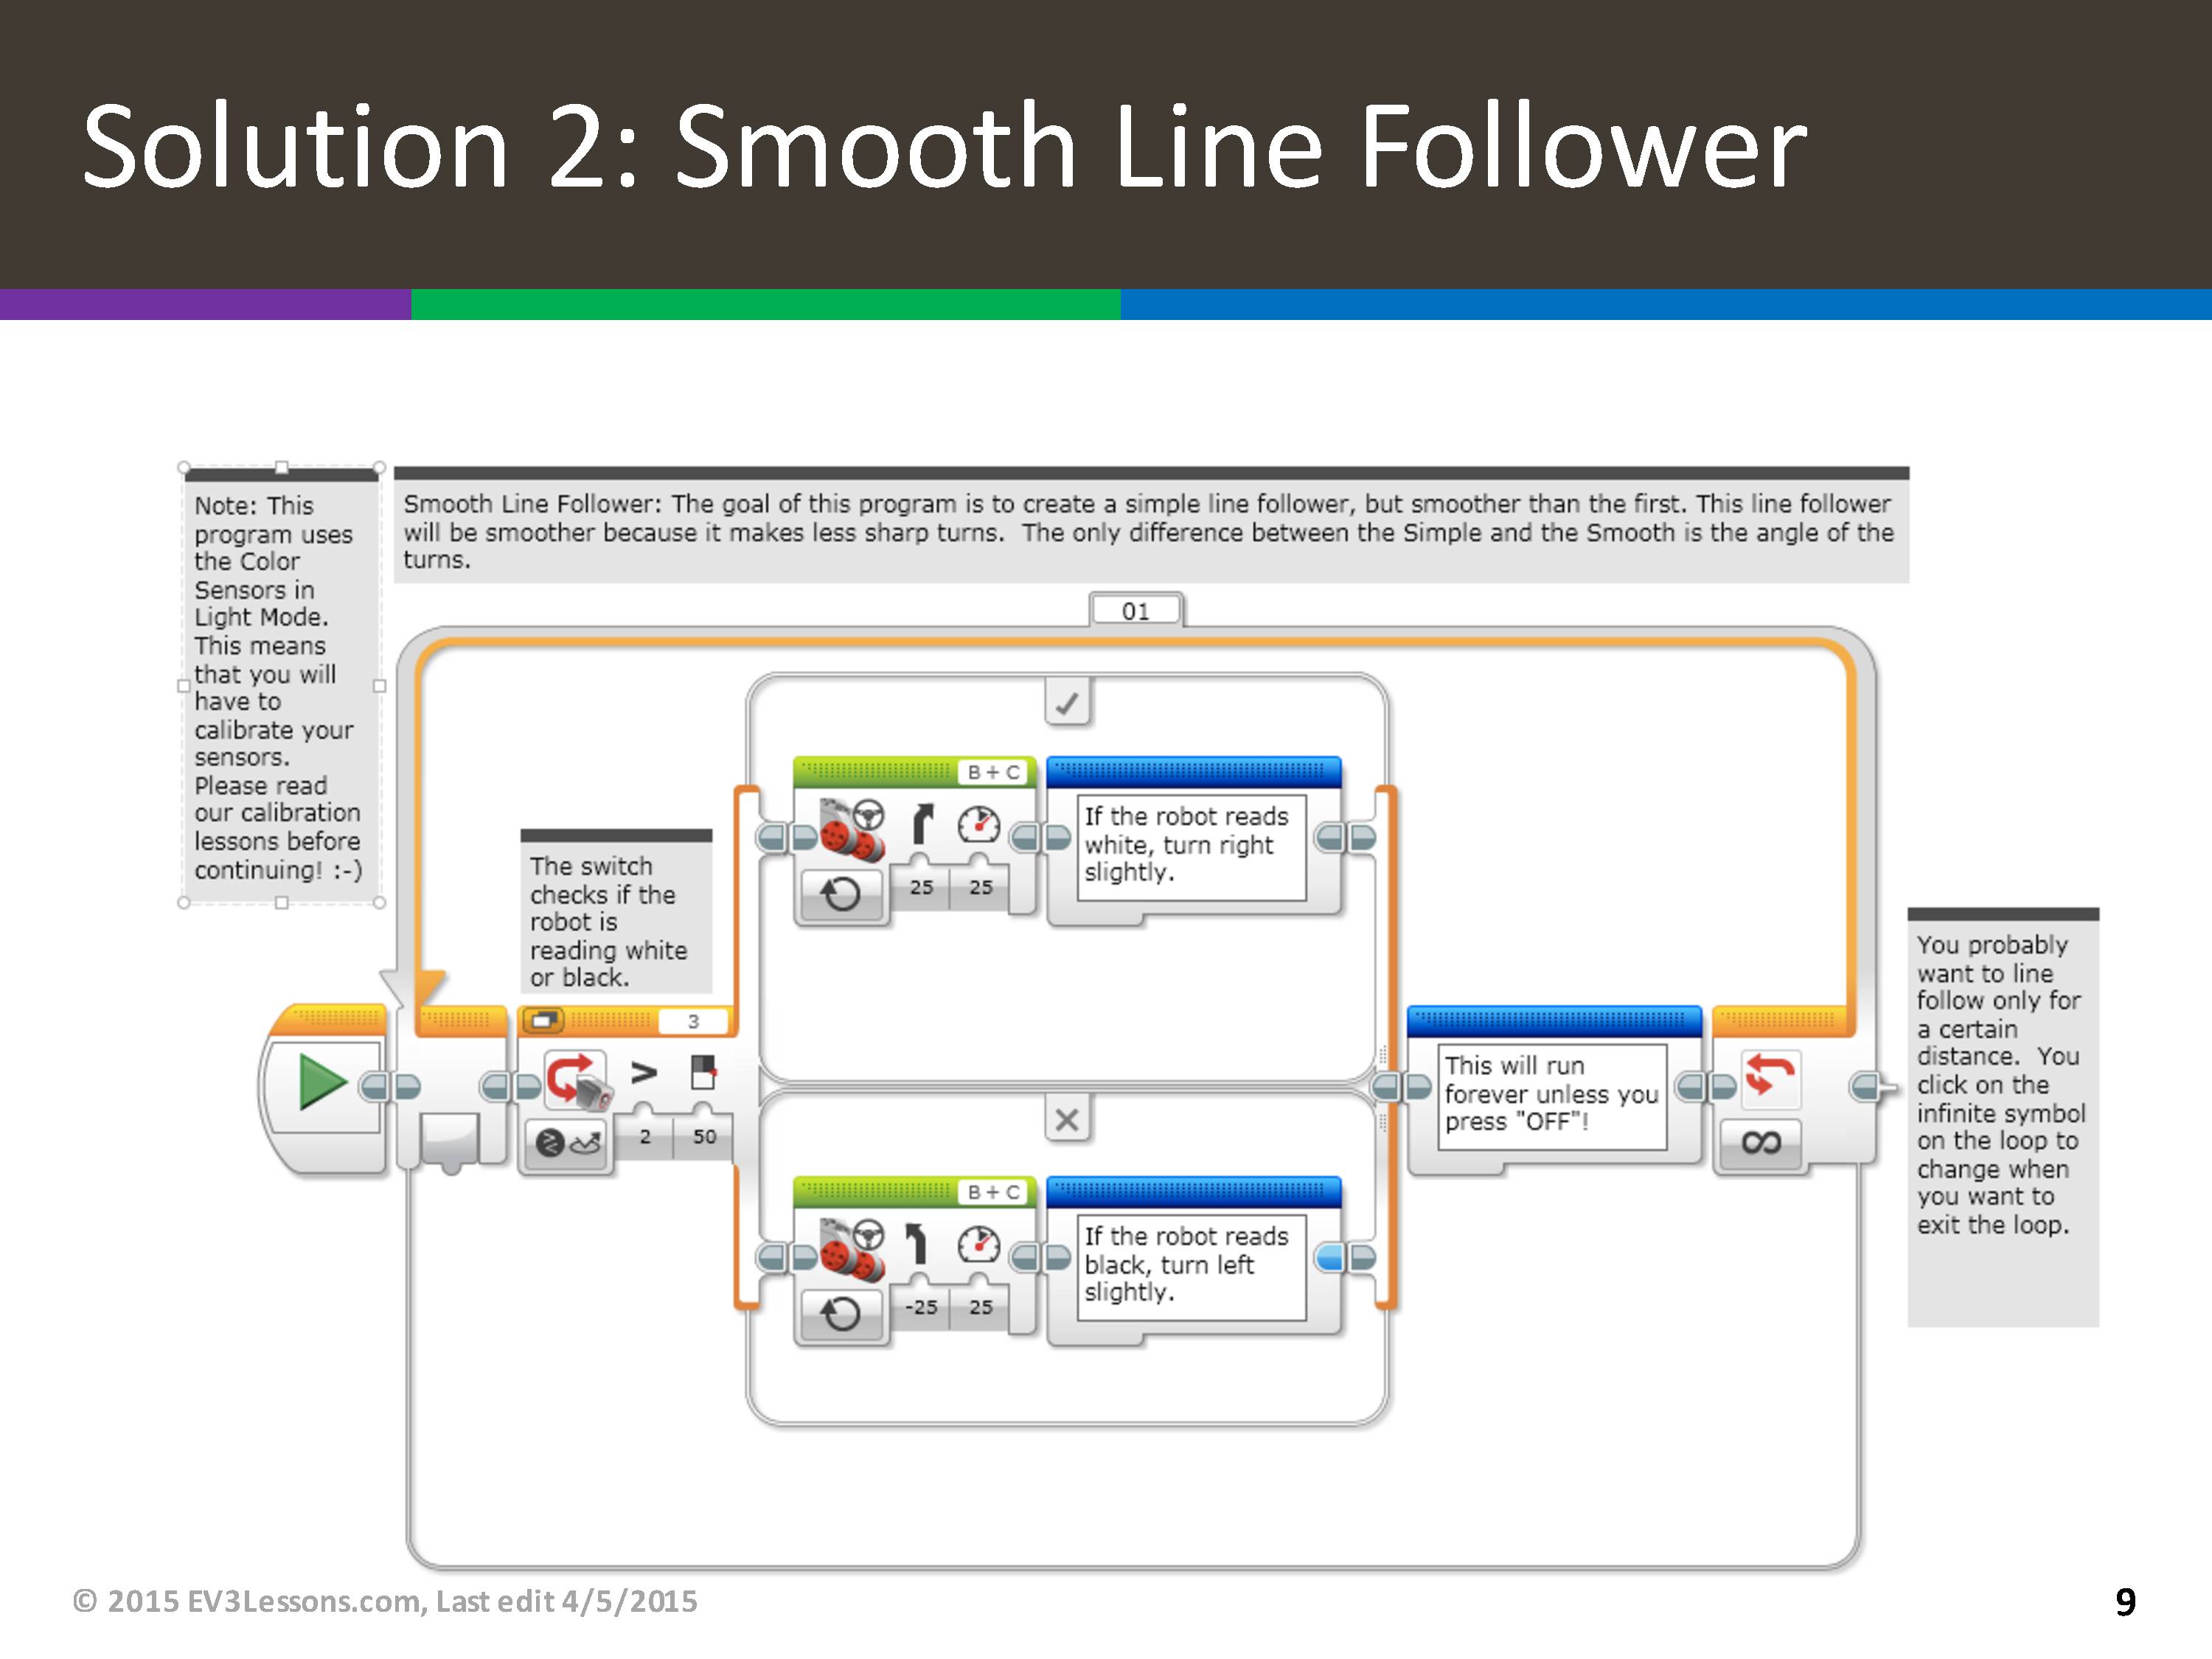 Solution 2: Smooth Line Follower
Note: This
program uses
the Color
Sensors in
Light Mode.
This means
that you will
have to
calibrate your
sensors.
Please read
our calibration
lessons before
continuing! :-)
Smooth Line Follower: The goal of this program is to create a simple line follower, but smoother than the first. This line follower
will be smoother because it makes less sharp turns.  The only difference between the Simple and the Smooth is the angle of the
turns.
01
B + C
If the robot reads
white, turn right
slightly.
25 25
The switch
checks if the
robot is
reading white
or black.
3
>
2 50
B + C
If the robot reads
black, turn left
slightly.
-25 25
This will run
forever unless you
press "OFF"!
∞
You probably
want to line
follow only for
a certain
distance.  You
click on the
infinite symbol
on the loop to
change when
you want to
exit the loop.
© 2015 EV3Lessons.com, Last edit 4/5/2015
9